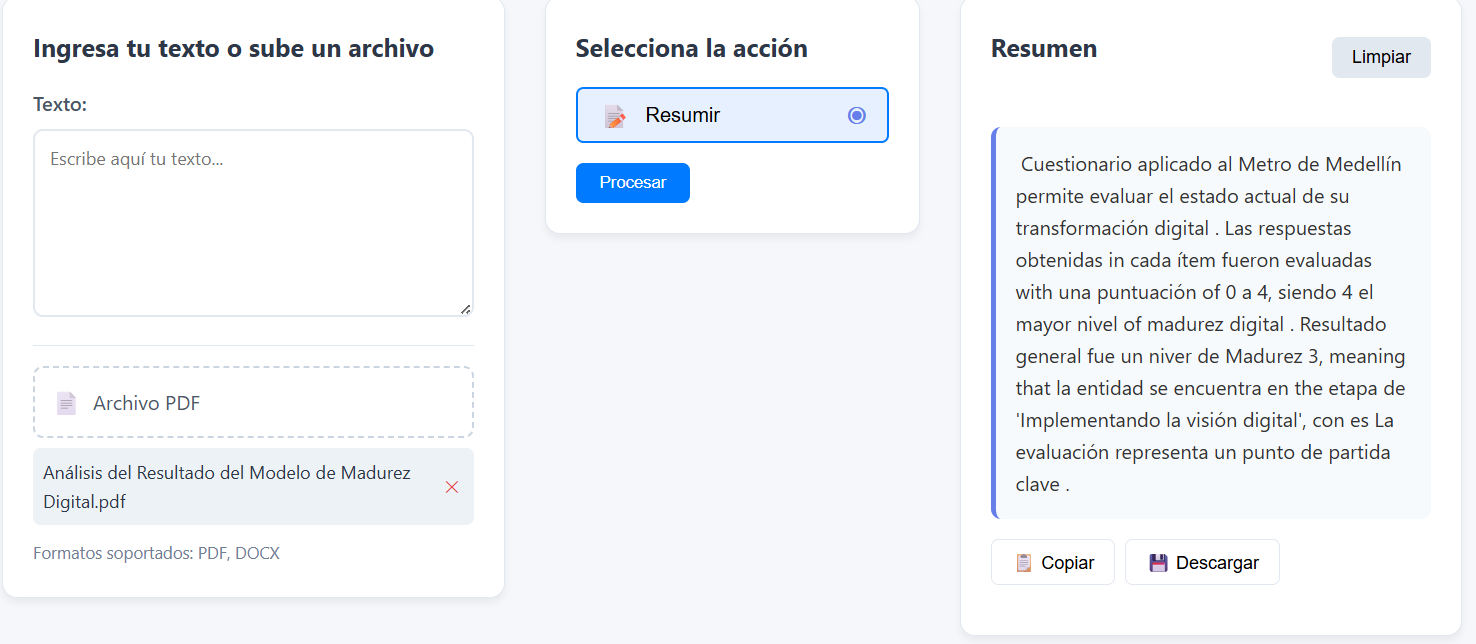 Ingresa tu texto o sube un archivo
Texto:
Escribe aquí tu texto...
Archivo PDF
Análisis del Resultado del Modelo de Madurez
Digital.pdf
Formatos soportados: PDF, DOCX
Selecciona la acción
Resumir
Procesar
Resumen
Limpiar
Cuestionario aplicado al Metro de Medellín
permite evaluar el estado actual de su
transformación digital . Las respuestas
obtenidas in cada ítem fueron evaluadas
with una puntuación of 0 a 4, siendo 4 el
mayor nivel of madurez digital . Resultado
general fue un niver de Madurez 3, meaning
that la entidad se encuentra en the etapa de
'Implementando la visión digital', con es La
evaluación representa un punto de partida
clave .
Copiar
Descargar